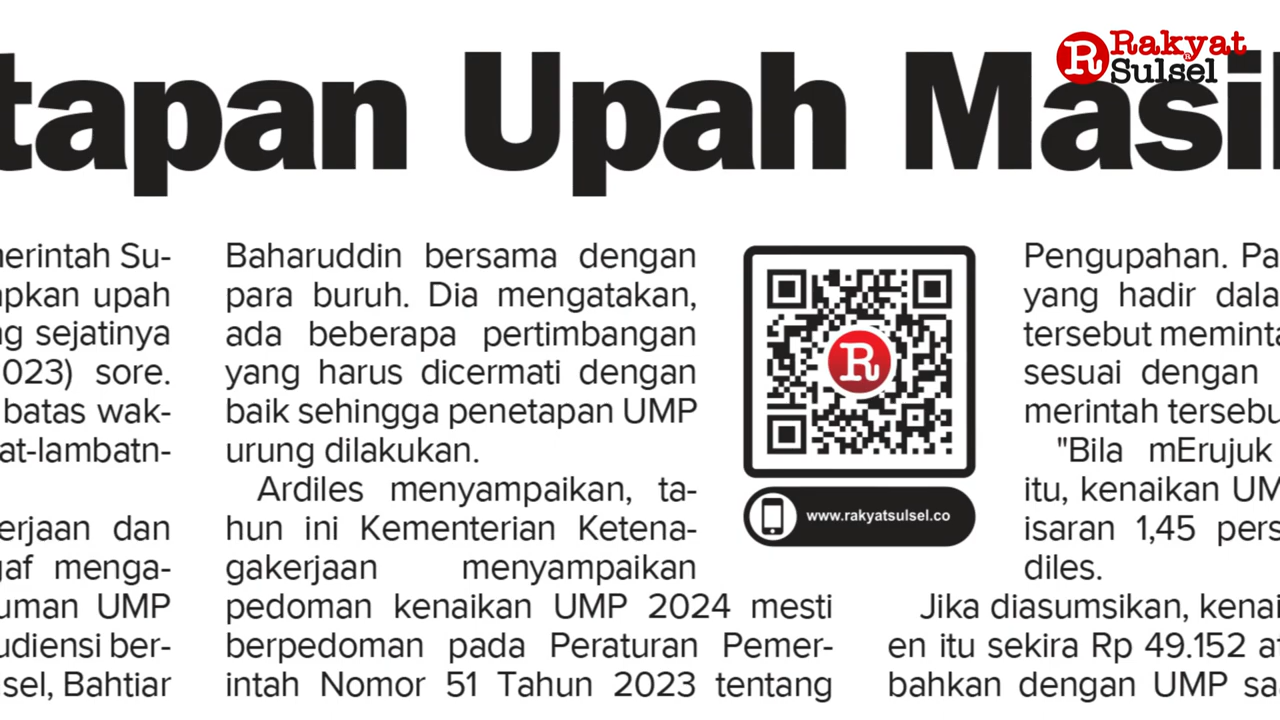 Rakyat
Sulsel
tapan Upah Masi
merintah Su-
apkan upah
ng sejatinya
023) sore.
batas wak-
at-lambatn-
erjaan dan
gaf menga-
uman UMP
udiensi ber-
sel, Bahtiar
Baharuddin bersama dengan
para buruh. Dia mengatakan,
ada beberapa pertimbangan
yang harus dicermati dengan
baik sehingga penetapan UMP
urung dilakukan.
Ardiles menyampaikan, ta-
hun ini Kementerian Ketena-
gakerjaan menyampaikan
pedoman kenaikan UMP 2024 mesti
berpedoman pada Peraturan Pemer-
intah Nomor 51 Tahun 2023 tentang
R
www.rakyatsulsel.co
Pengupahan. Pa
yang hadir dala
tersebut meminta
sesuai dengan
merintah tersebu
"Bila mErujuk
itu, kenaikan UM
isaran 1,45 pers
diles.
Jika diasumsikan, kenai
en itu sekira Rp 49.152 at
bahkan dengan UMP saa